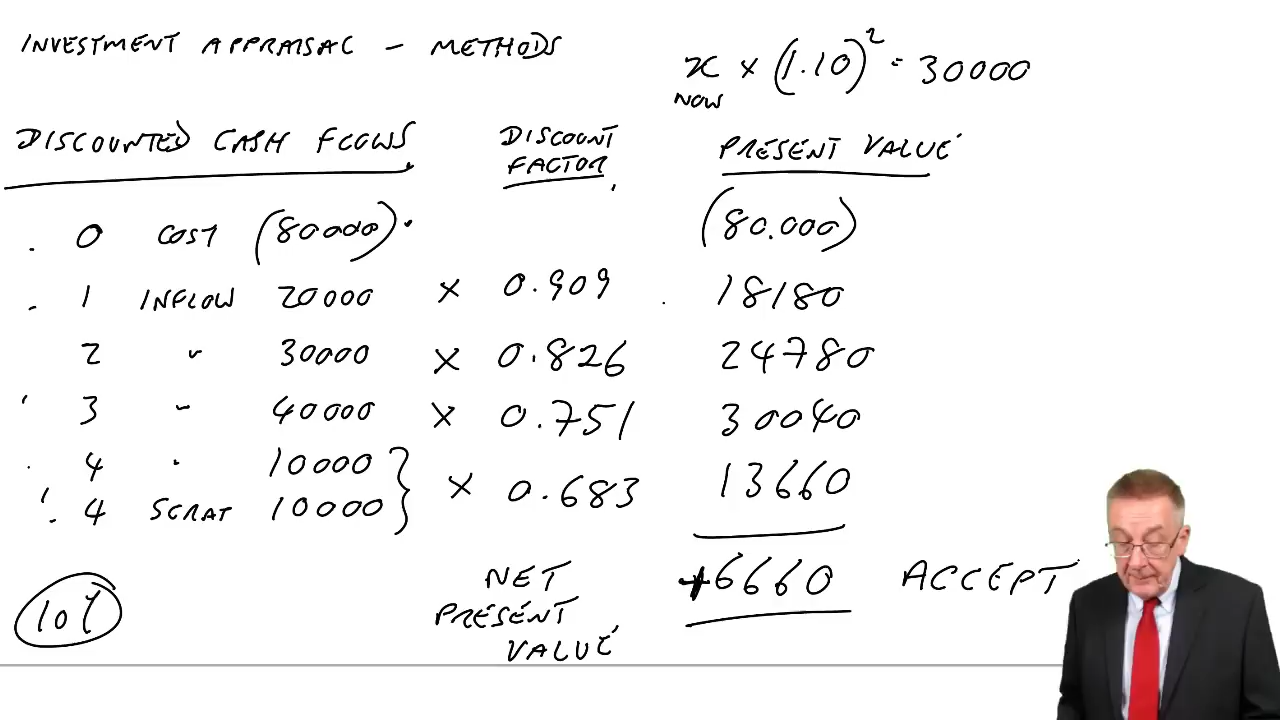 INVESTMENT APPRAISAL - METHODS
x × (1.10)² = 30000
NOW
DISCOUNTED CASH FLOWS
DISCOUNT
FACTOR
PRESENT VALUE
0 COST (80000)
(80.000)
1 INFLOW 20000 × 0.909 18180
2 " 30000 × 0.826 24780
3 " 40000 × 0.751 30040
4 " 10000
4 SCRAP 10000 } × 0.683 13660
NET
PRESENT
VALUE
+6660 ACCEPT
10%